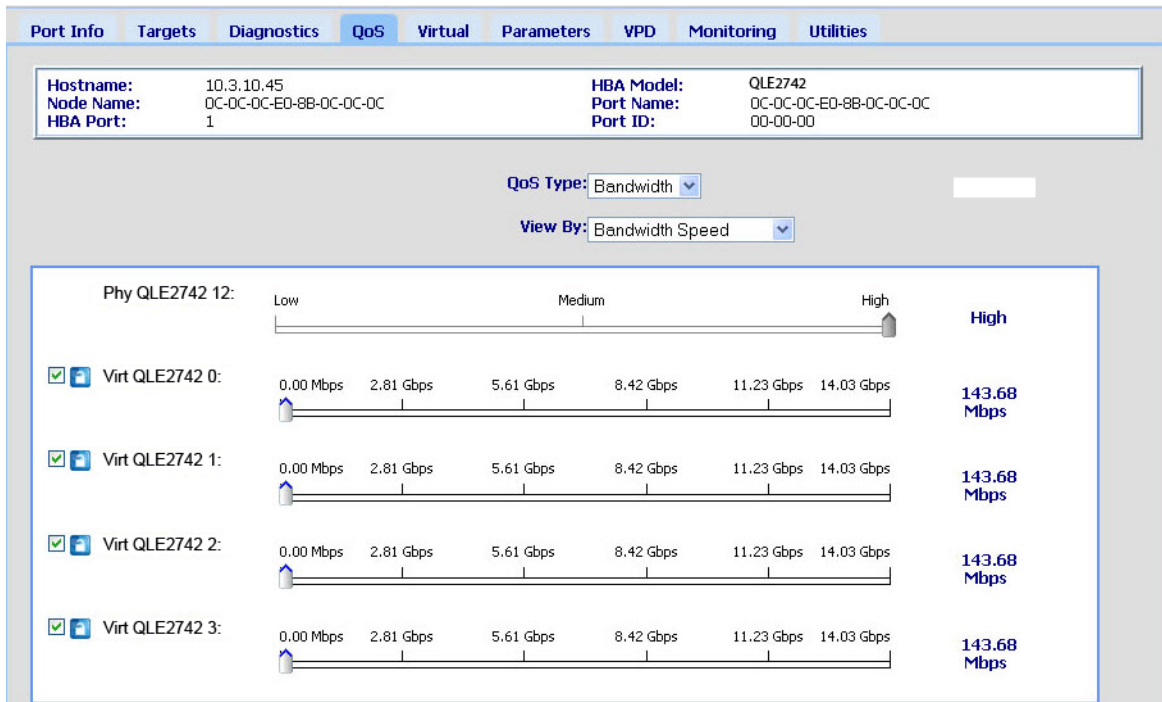 Port Info Targets Diagnostics QoS Virtual Parameters VPD Monitoring Utilities
Hostname: 10.3.10.45 HBA Model: QLE2742
Node Name: 0C-0C-0C-E0-8B-0C-0C-0C Port Name: 0C-0C-0C-E0-8B-0C-0C-0C
HBA Port: 1 Port ID: 00-00-00
QoS Type: Bandwidth
View By: Bandwidth Speed
Phy QLE2742 12: Low Medium High High
Virt QLE2742 0: 0.00 Mbps 2.81 Gbps 5.61 Gbps 8.42 Gbps 11.23 Gbps 14.03 Gbps 143.68
Mbps
Virt QLE2742 1: 0.00 Mbps 2.81 Gbps 5.61 Gbps 8.42 Gbps 11.23 Gbps 14.03 Gbps 143.68
Mbps
Virt QLE2742 2: 0.00 Mbps 2.81 Gbps 5.61 Gbps 8.42 Gbps 11.23 Gbps 14.03 Gbps 143.68
Mbps
Virt QLE2742 3: 0.00 Mbps 2.81 Gbps 5.61 Gbps 8.42 Gbps 11.23 Gbps 14.03 Gbps 143.68
Mbps